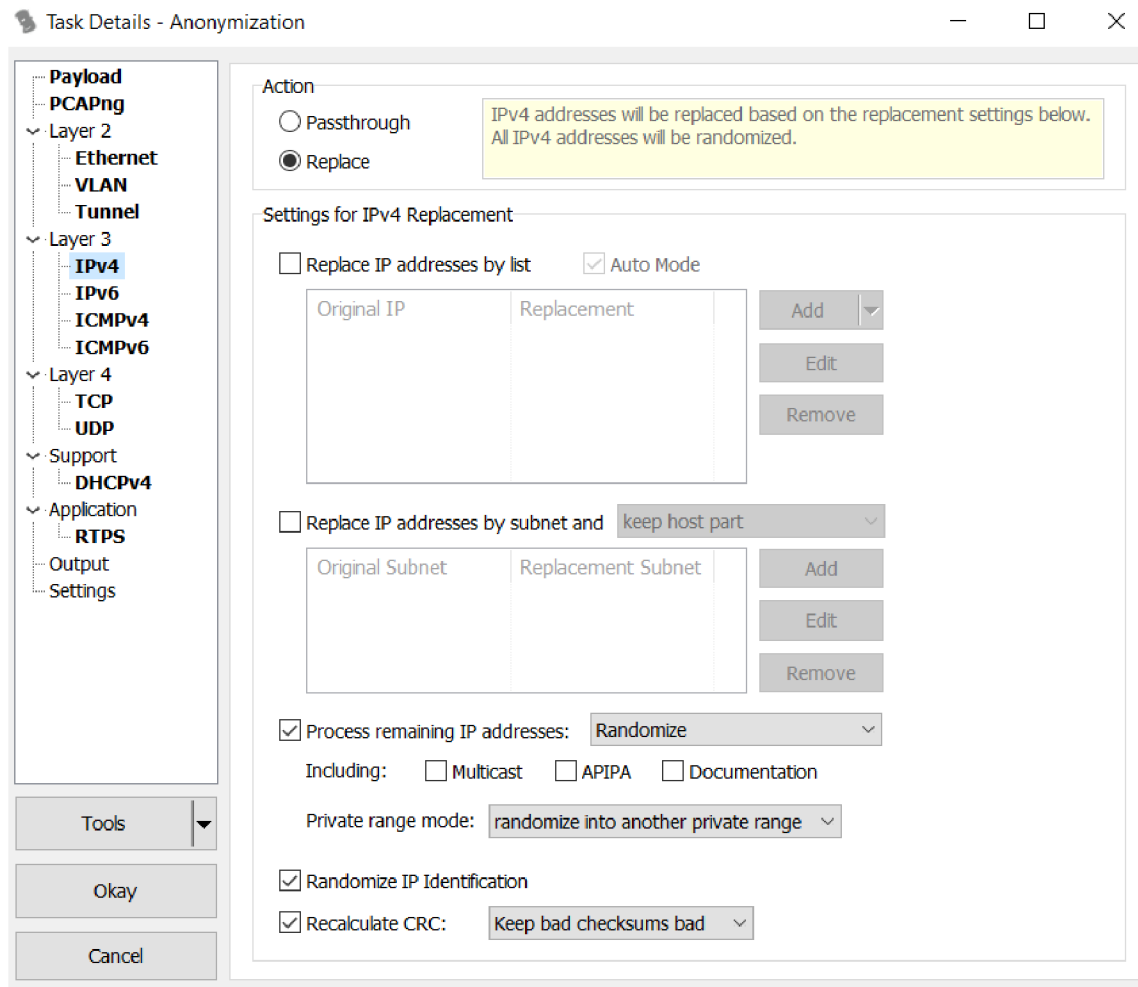 Task Details - Anonymization
Payload
PCAPng
Layer 2
Ethernet
VLAN
Tunnel
Layer 3
IPv4
IPv6
ICMPv4
ICMPv6
Layer 4
TCP
UDP
Support
DHCPv4
Application
RTPS
Output
Settings
Tools
Okay
Cancel
Action
Passthrough
Replace
IPv4 addresses will be replaced based on the replacement settings below.
All IPv4 addresses will be randomized.
Settings for IPv4 Replacement
Replace IP addresses by list Auto Mode
Original IP Replacement
Add
Edit
Remove
Replace IP addresses by subnet and keep host part
Original Subnet Replacement Subnet
Add
Edit
Remove
Process remaining IP addresses: Randomize
Including: Multicast APIPA Documentation
Private range mode: randomize into another private range
Randomize IP Identification
Recalculate CRC: Keep bad checksums bad